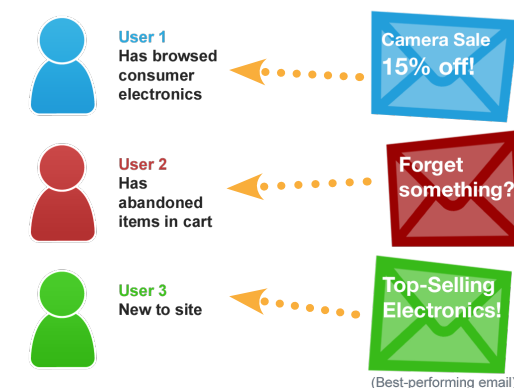 User 1
Has browsed
consumer
electronics
Camera Sale
15% off!
User 2
Has
abandoned
items in cart
Forget
something?
User 3
New to site
Top-Selling
Electronics!
(Best-performing email)